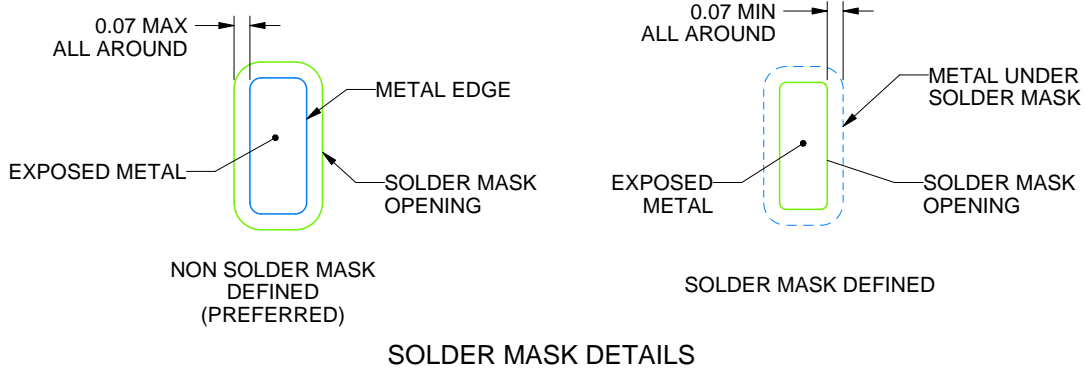 0.07 MAX
ALL AROUND
METAL EDGE
EXPOSED METAL
SOLDER MASK
OPENING
NON SOLDER MASK
DEFINED
(PREFERRED)
0.07 MIN
ALL AROUND
METAL UNDER
SOLDER MASK
EXPOSED
METAL
SOLDER MASK
OPENING
SOLDER MASK DEFINED
SOLDER MASK DETAILS